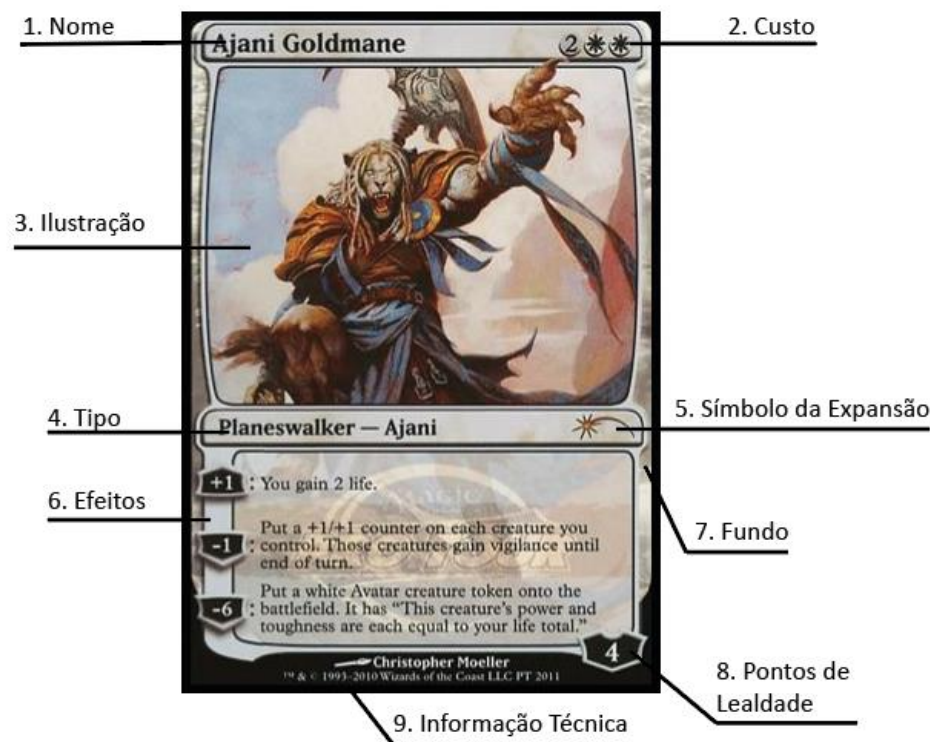 1. Nome
2. Custo
Ajani Goldmane
2
3. Ilustração
4. Tipo
5. Símbolo da Expansão
Planeswalker — Ajani
6. Efeitos
+1 : You gain 2 life.
Put a +1/+1 counter on each creature you
-1 : control. Those creatures gain vigilance until
end of turn.
7. Fundo
Put a white Avatar creature token onto the
-6 : battlefield. It has “This creature's power and
toughness are each equal to your life total.”
4
Christopher Moeller
™ & © 1993–2010 Wizards of the Coast LLC PT 2011
8. Pontos de
Lealdade
9. Informação Técnica